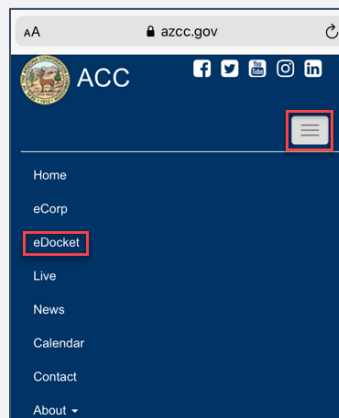 AA azcc.gov
ACC
Home
eCorp
eDocket
Live
News
Calendar
Contact
About